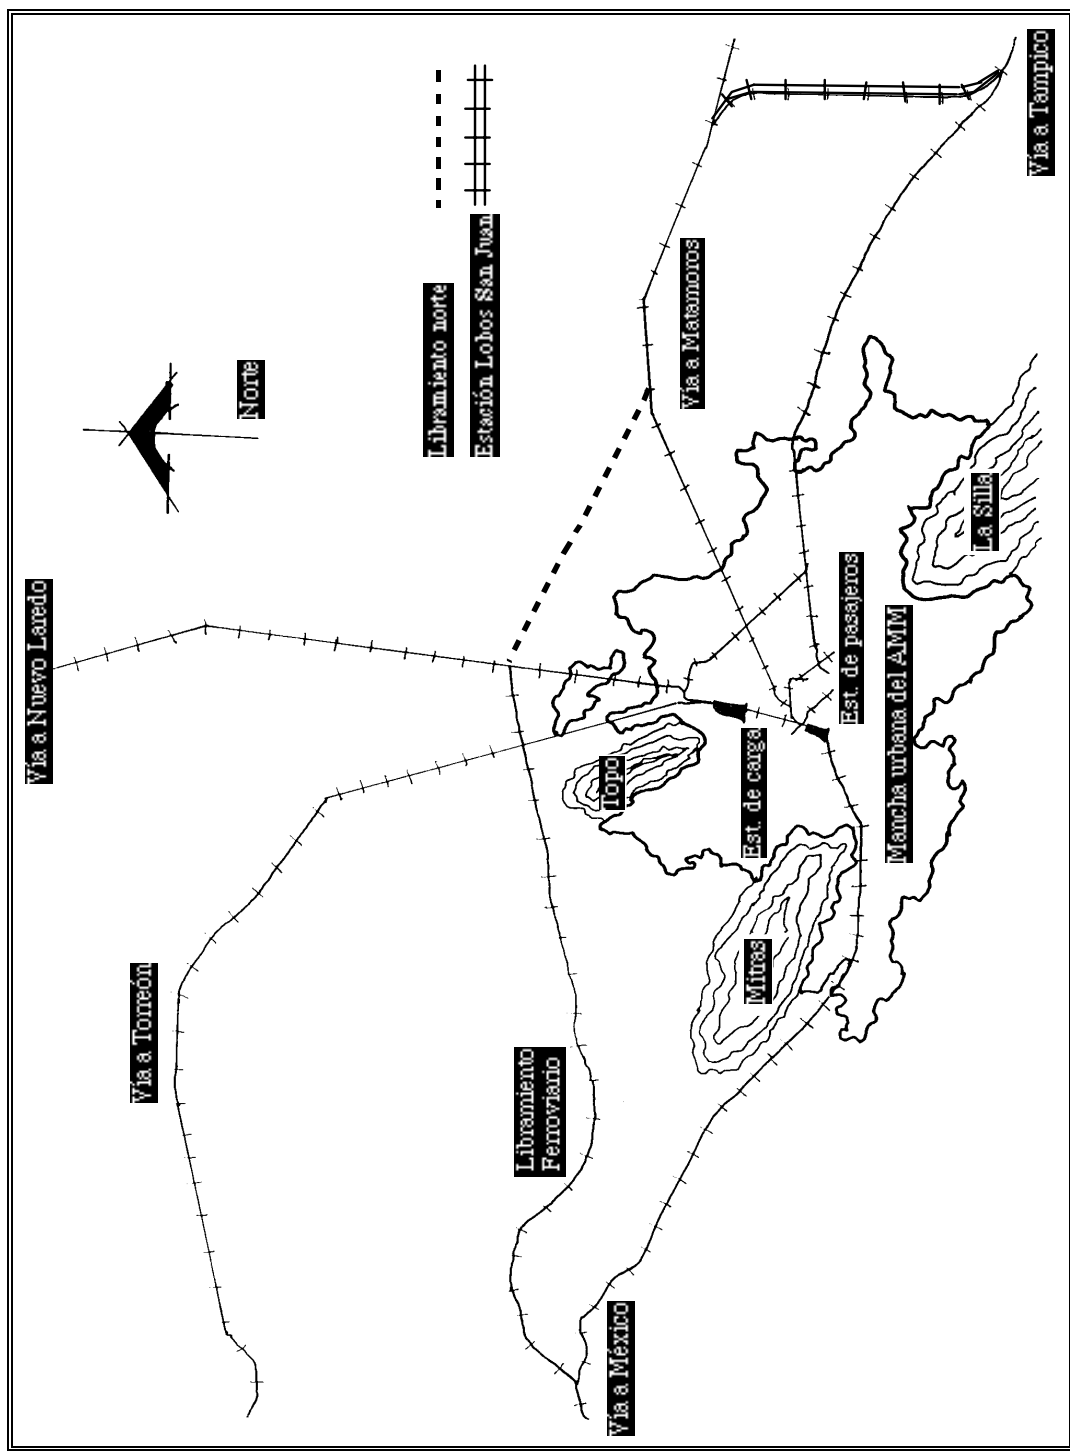 Vía a Nuevo Laredo
Vía a Torreón
Norte
Libramiento norte
Estación Lobos San Juan
Libramiento
Ferroviario
Topo
Vía a México
Vía a Matamoros
Mitras
Est. de carga
Est. de pasajeros
Mancha urbana del AMM
La Silla
Vía a Tampico